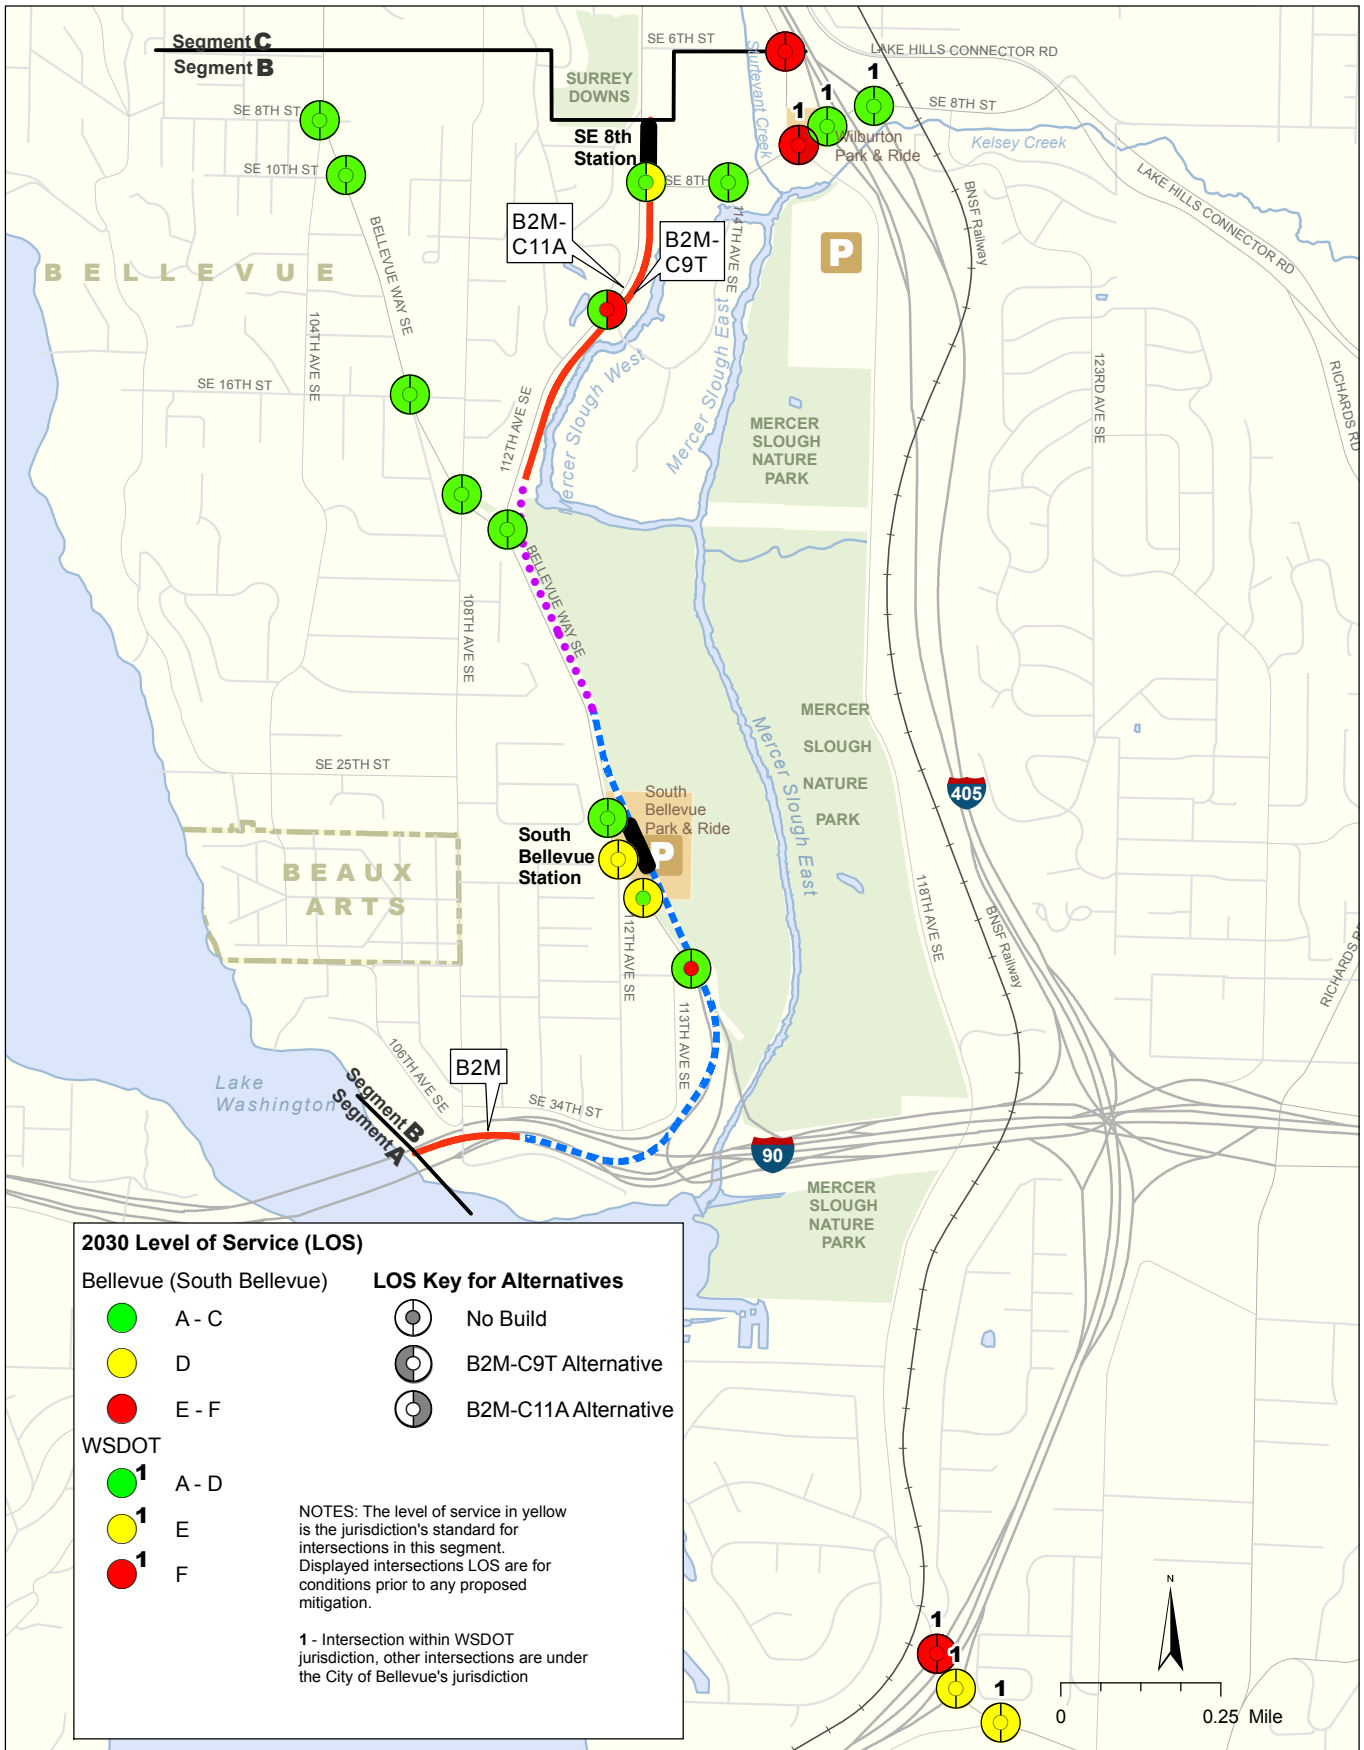 Segment C
Segment B
SE 6TH ST
LAKE HILLS CONNECTOR RD
SURREY
DOWNS
Sturtevant Creek
1
1
1
SE 8TH ST
SE 8TH ST
SE 8th
Station
Wilburton
Park & Ride
Kelsey Creek
SE 10TH ST
SE 8TH
LAKE HILLS CONNECTOR RD
BNSF Railway
B2M-
C11A
B2M-
C9T
114TH AVE SE
P
BELLEVUE
BELLEVUE WAY SE
104TH AVE SE
SE 16TH ST
112TH AVE SE
Mercer Slough West
Mercer Slough East
123RD AVE SE
RICHARDS RD
MERCER
SLOUGH
NATURE
PARK
BELLEVUE WAY SE
108TH AVE SE
MERCER
SLOUGH
NATURE
PARK
Mercer Slough East
SE 25TH ST
405
South
Bellevue
Park & Ride
P
South
Bellevue
Station
BEAUX
ARTS
112TH AVE SE
118TH AVE SE
BNSF Railway
RICHARDS R
113TH AVE SE
106TH AVE SE
B2M
Lake
Washington
Segment B
Segment A
SE 34TH ST
90
MERCER
SLOUGH
NATURE
PARK
2030 Level of Service (LOS)
Bellevue (South Bellevue)
A - C
D
E - F
WSDOT
1 A - D
1 E
1 F
LOS Key for Alternatives
No Build
B2M-C9T Alternative
B2M-C11A Alternative
NOTES: The level of service in yellow
is the jurisdiction's standard for
intersections in this segment.
Displayed intersections LOS are for
conditions prior to any proposed
mitigation.
1 - Intersection within WSDOT
jurisdiction, other intersections are under
the City of Bellevue's jurisdiction
1
1
1
N
0 0.25 Mile